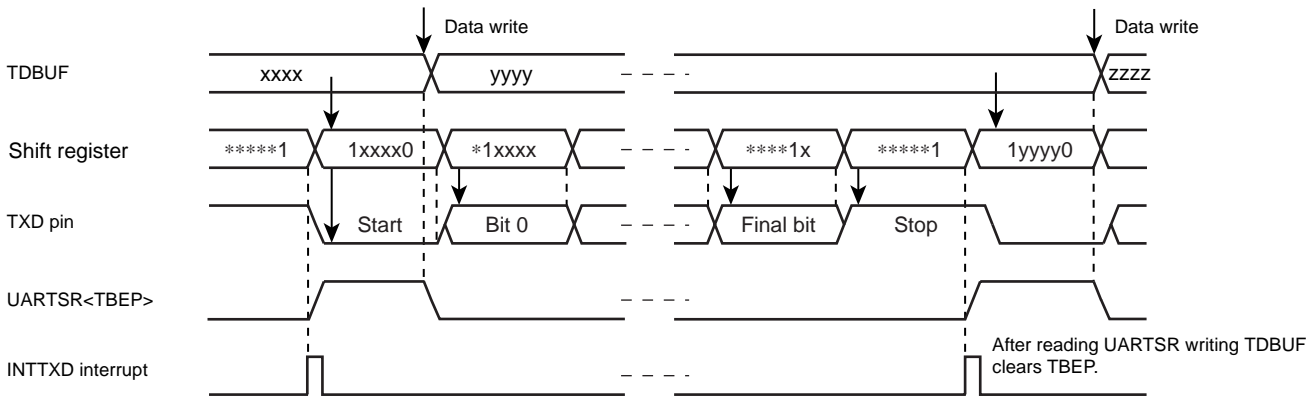 Data write
Data write
TDBUF
xxxx
yyyy
zzzz
Shift register
*****1
1xxxx0
*1xxxx
****1x
*****1
1yyyy0
TXD pin
Start
Bit 0
Final bit
Stop
UARTSR<TBEP>
INTTXD interrupt
After reading UARTSR writing TDBUF
clears TBEP.